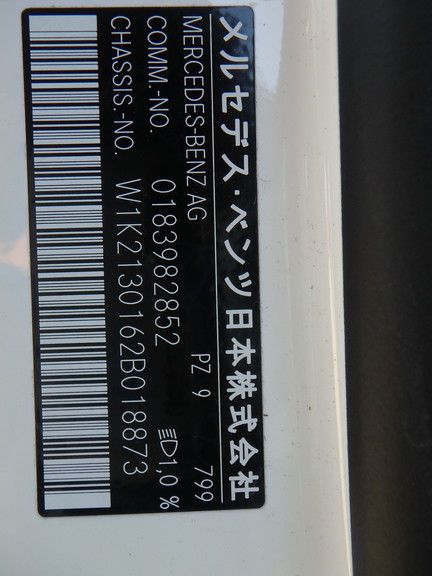 メルセデス・ベンツ日本株式会社
MERCEDES-BENZ AG PZ 9 799
COMM.-NO. 0183982852 1,0 %
CHASSIS.-NO. W1K2130162B018873